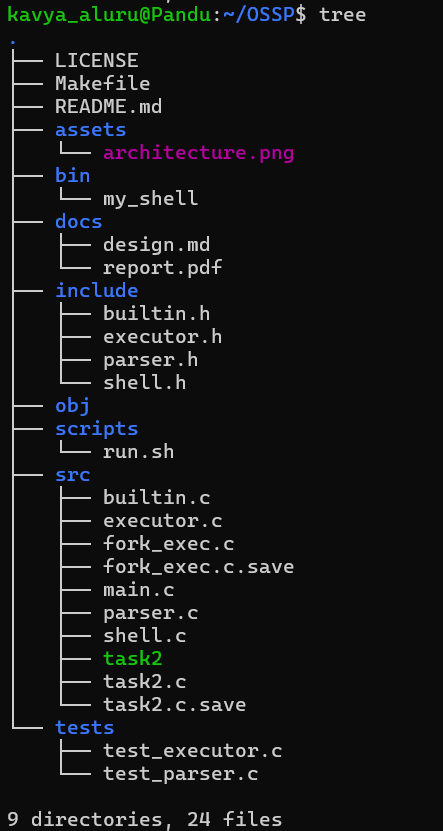 kavya_aluru@Pandu:~/OSSP$ tree
.
├── LICENSE
├── Makefile
├── README.md
├── assets
│   └── architecture.png
├── bin
│   └── my_shell
├── docs
│   ├── design.md
│   └── report.pdf
├── include
│   ├── builtin.h
│   ├── executor.h
│   ├── parser.h
│   └── shell.h
├── obj
├── scripts
│   └── run.sh
├── src
│   ├── builtin.c
│   ├── executor.c
│   ├── fork_exec.c
│   ├── fork_exec.c.save
│   ├── main.c
│   ├── parser.c
│   ├── shell.c
│   ├── task2
│   ├── task2.c
│   └── task2.c.save
└── tests
    ├── test_executor.c
    └── test_parser.c

9 directories, 24 files